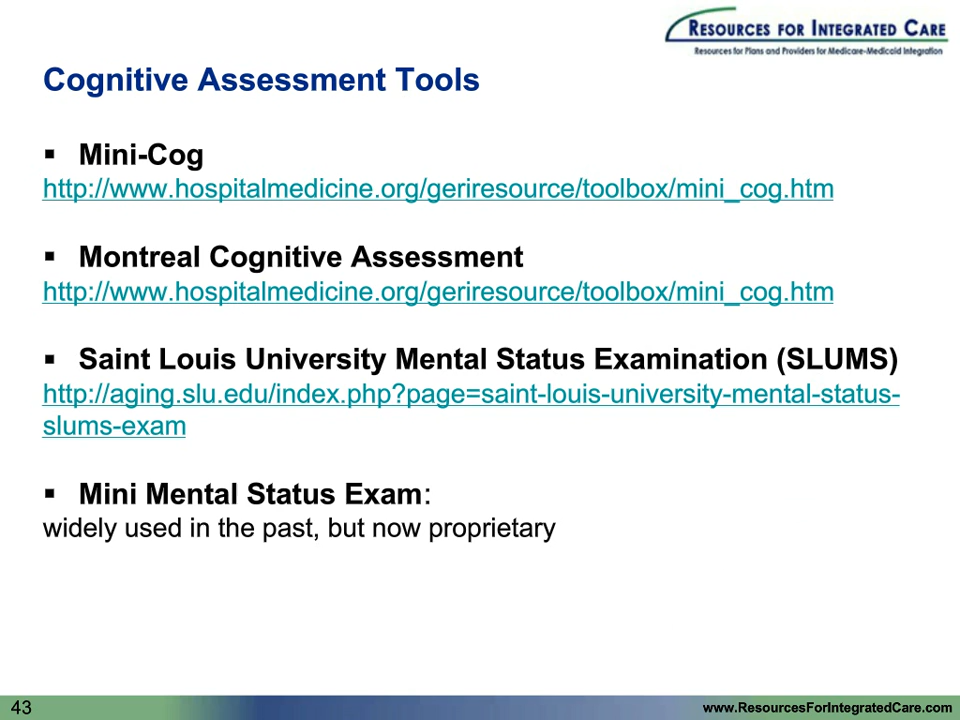 RESOURCES FOR INTEGRATED CARE
Resources for Plans and Providers for Medicare-Medicaid Integration
Cognitive Assessment Tools
▪ Mini-Cog
http://www.hospitalmedicine.org/geriresource/toolbox/mini_cog.htm
▪ Montreal Cognitive Assessment
http://www.hospitalmedicine.org/geriresource/toolbox/mini_cog.htm
▪ Saint Louis University Mental Status Examination (SLUMS)
http://aging.slu.edu/index.php?page=saint-louis-university-mental-status-
slums-exam
▪ Mini Mental Status Exam:
widely used in the past, but now proprietary
43
www.ResourcesForIntegratedCare.com